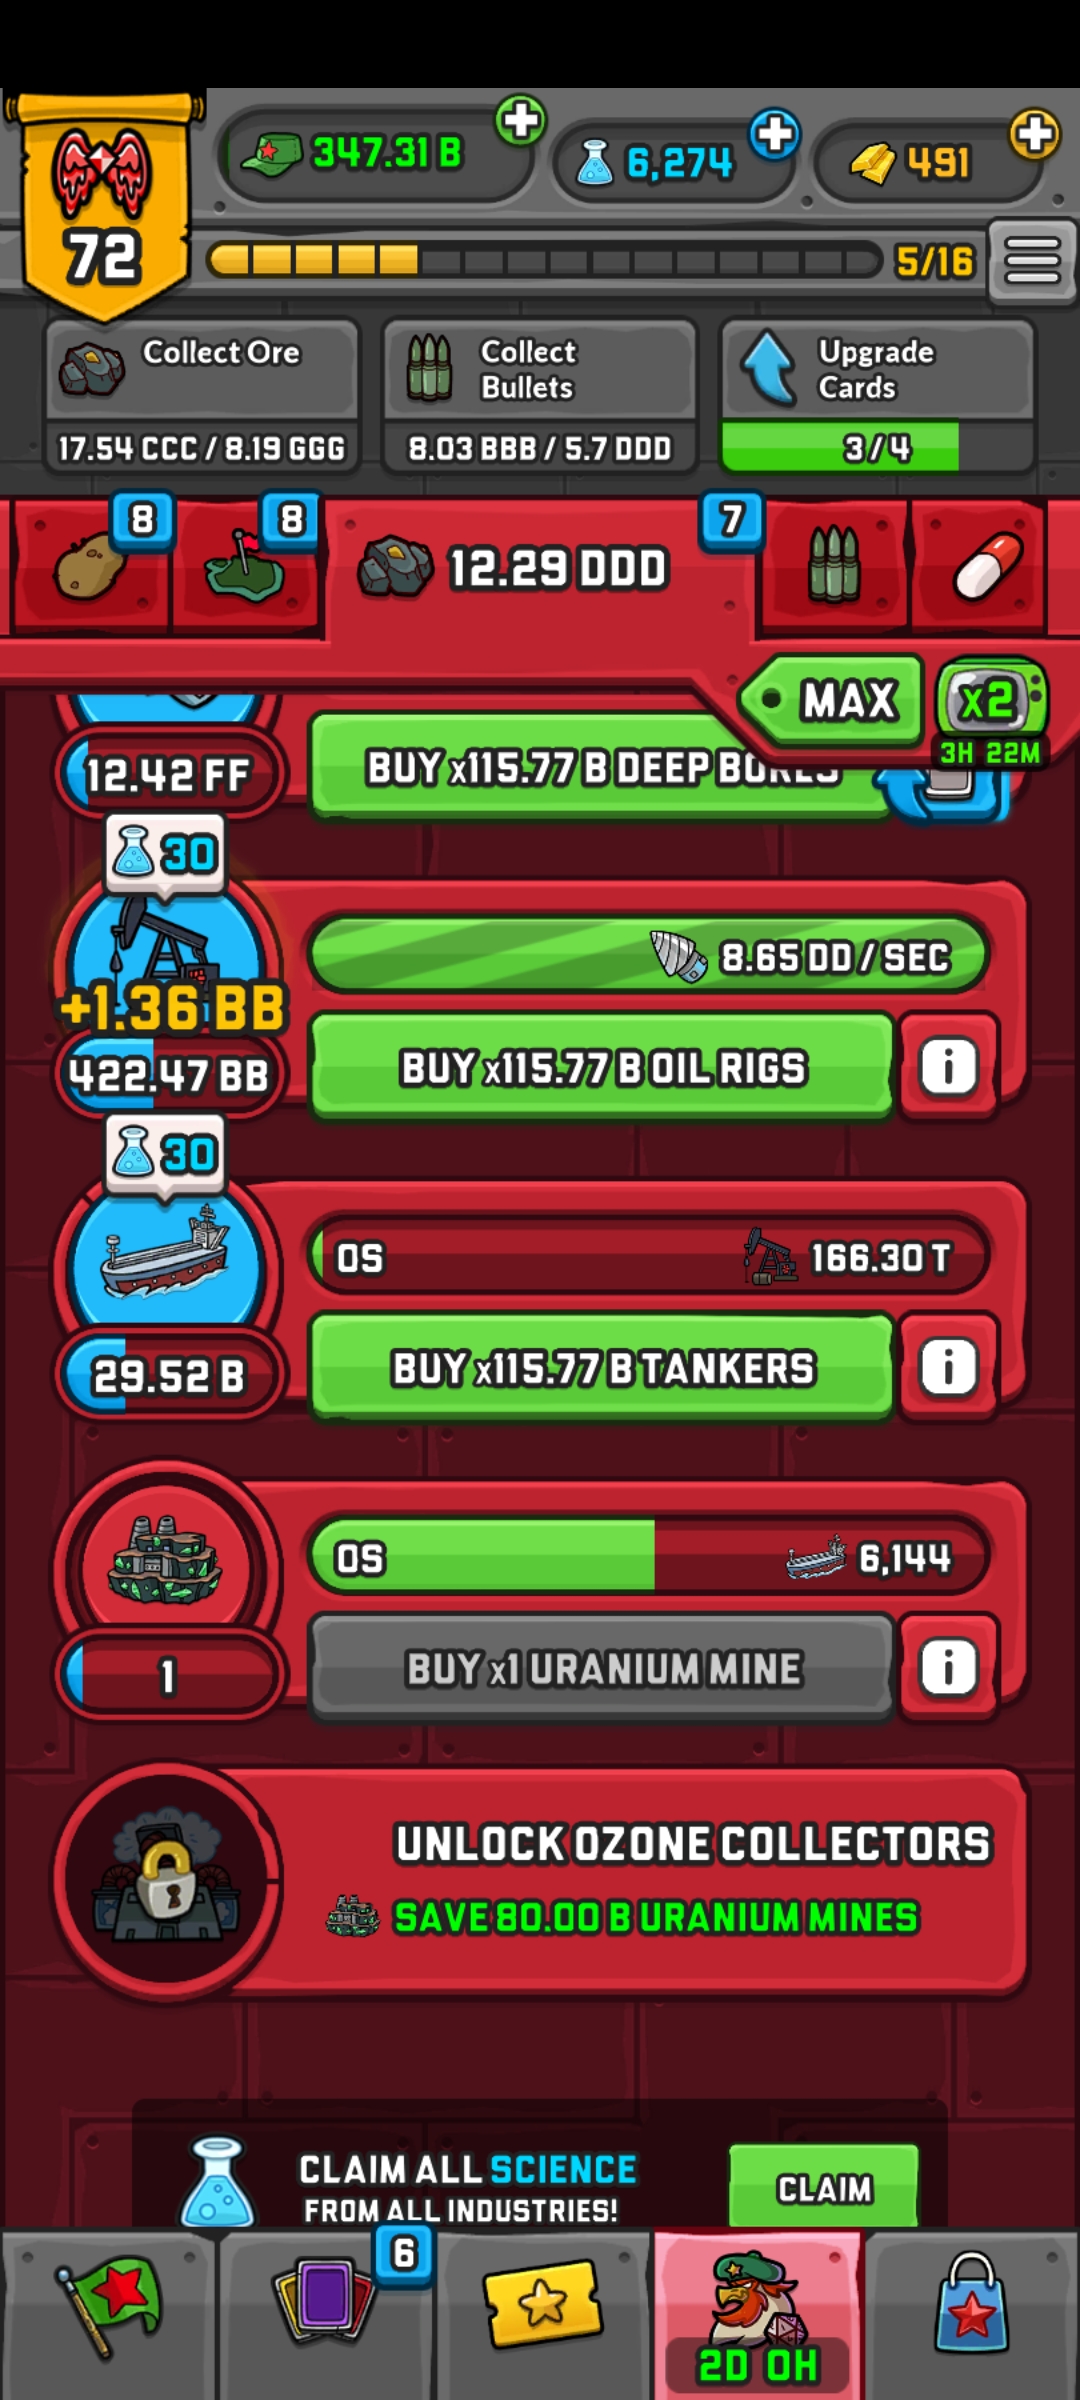 347.31 B
6,274
491
72
5/16
Collect Ore
17.54 CCC / 8.19 GGG
Collect
Bullets
8.03 BBB / 5.7 DDD
Upgrade
Cards
3/4
8
8
12.29 DDD
7
MAX
x2
3H 22M
12.42 FF
BUY x115.77 B DEEP BORES
30
8.65 DD / SEC
+1.36 BB
422.47 BB
BUY x115.77 B OIL RIGS
i
30
0S
166.30 T
29.52 B
BUY x115.77 B TANKERS
i
0S
6,144
1
BUY x1 URANIUM MINE
i
UNLOCK OZONE COLLECTORS
SAVE 80.00 B URANIUM MINES
CLAIM ALL SCIENCE
FROM ALL INDUSTRIES!
CLAIM
6
2D 0H